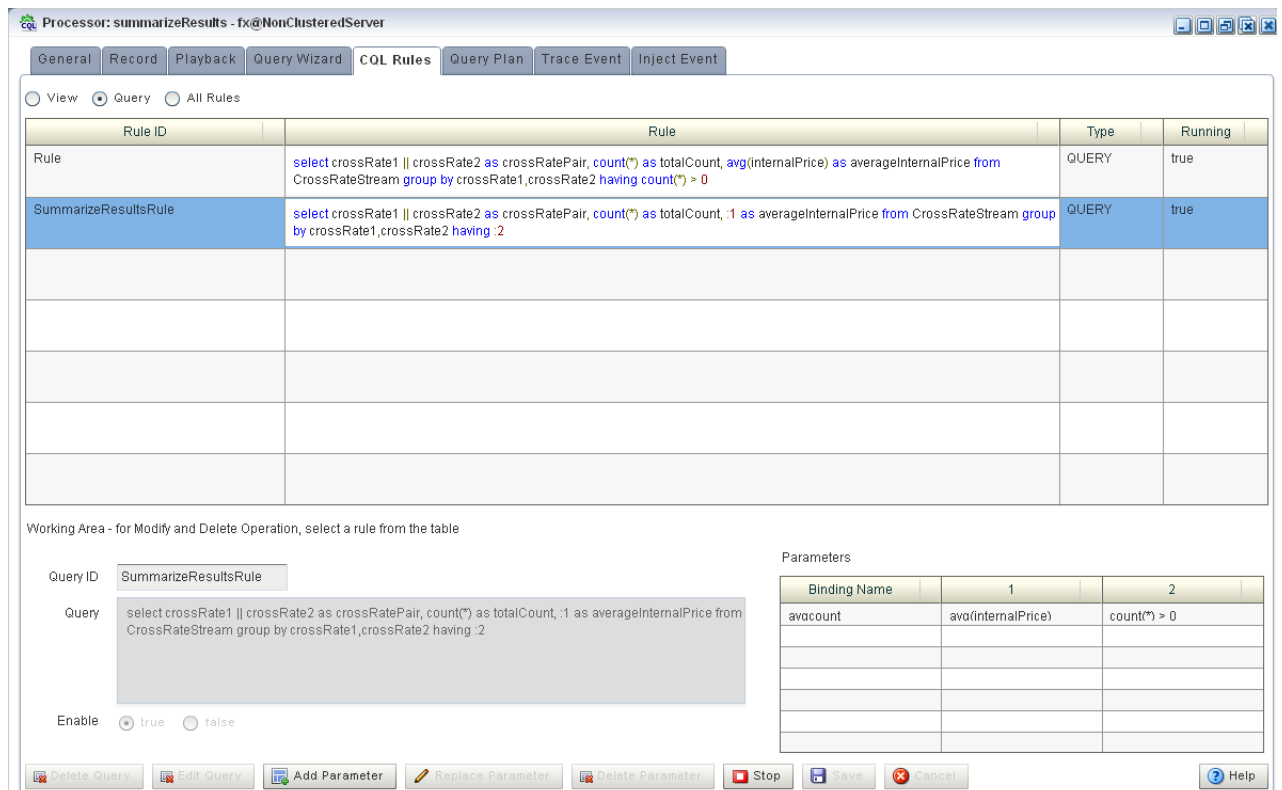 CQL Processor: summarizeResults - fx@NonClusteredServer
General Record Playback Query Wizard CQL Rules Query Plan Trace Event Inject Event
View Query All Rules
Rule ID Rule Type Running
Rule select crossRate1 || crossRate2 as crossRatePair, count(*) as totalCount, avg(internalPrice) as averageInternalPrice from QUERY true
CrossRateStream group by crossRate1,crossRate2 having count(*) > 0
SummarizeResultsRule select crossRate1 || crossRate2 as crossRatePair, count(*) as totalCount, :1 as averageInternalPrice from CrossRateStream group QUERY true
by crossRate1,crossRate2 having :2
Working Area - for Modify and Delete Operation, select a rule from the table
Query ID SummarizeResultsRule
Query select crossRate1 || crossRate2 as crossRatePair, count(*) as totalCount, :1 as averageInternalPrice from
CrossRateStream group by crossRate1,crossRate2 having :2
Enable true false
Parameters
Binding Name 1 2
avgcount avg(internalPrice) count(*) > 0
Delete Query Edit Query Add Parameter Replace Parameter Delete Parameter Stop Save Cancel Help